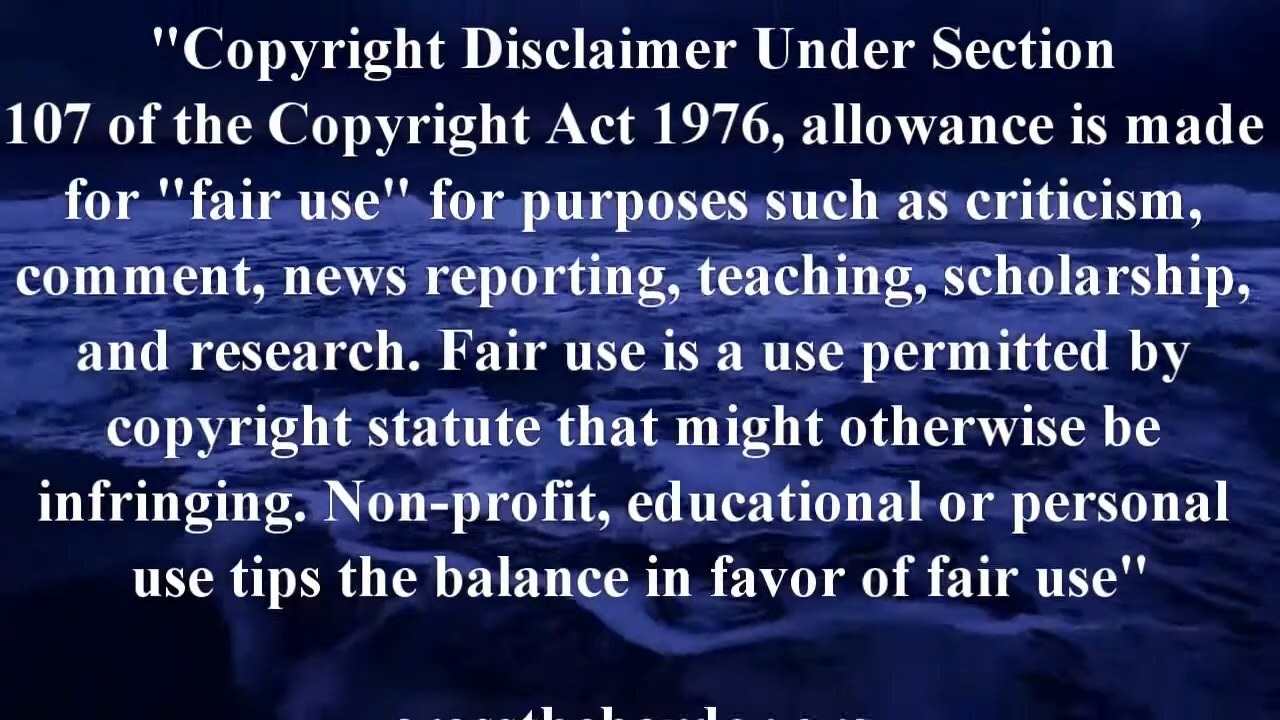 "Copyright Disclaimer Under Section
107 of the Copyright Act 1976, allowance is made
for "fair use" for purposes such as criticism,
comment, news reporting, teaching, scholarship,
and research. Fair use is a use permitted by
copyright statute that might otherwise be
infringing. Non-profit, educational or personal
use tips the balance in favor of fair use"